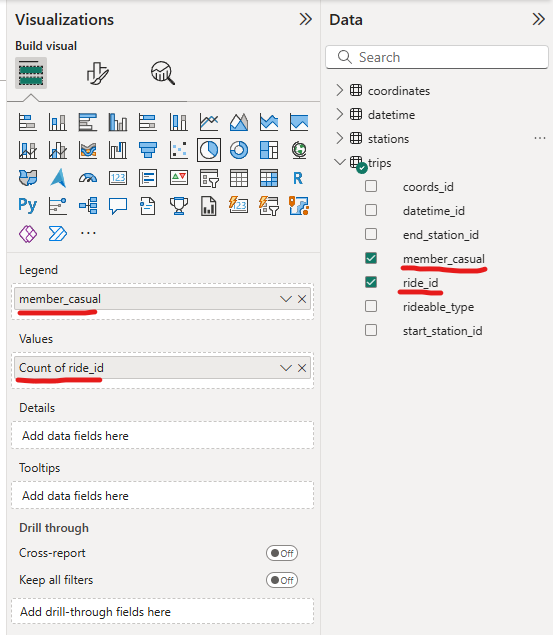 Visualizations
Build visual
123
R
Py
123
Legend
member_casual
Values
Count of ride_id
Details
Add data fields here
Tooltips
Add data fields here
Drill through
Cross-report
Off
Keep all filters
Off
Add drill-through fields here
Data
Search
coordinates
datetime
stations
trips
coords_id
datetime_id
end_station_id
member_casual
ride_id
rideable_type
start_station_id